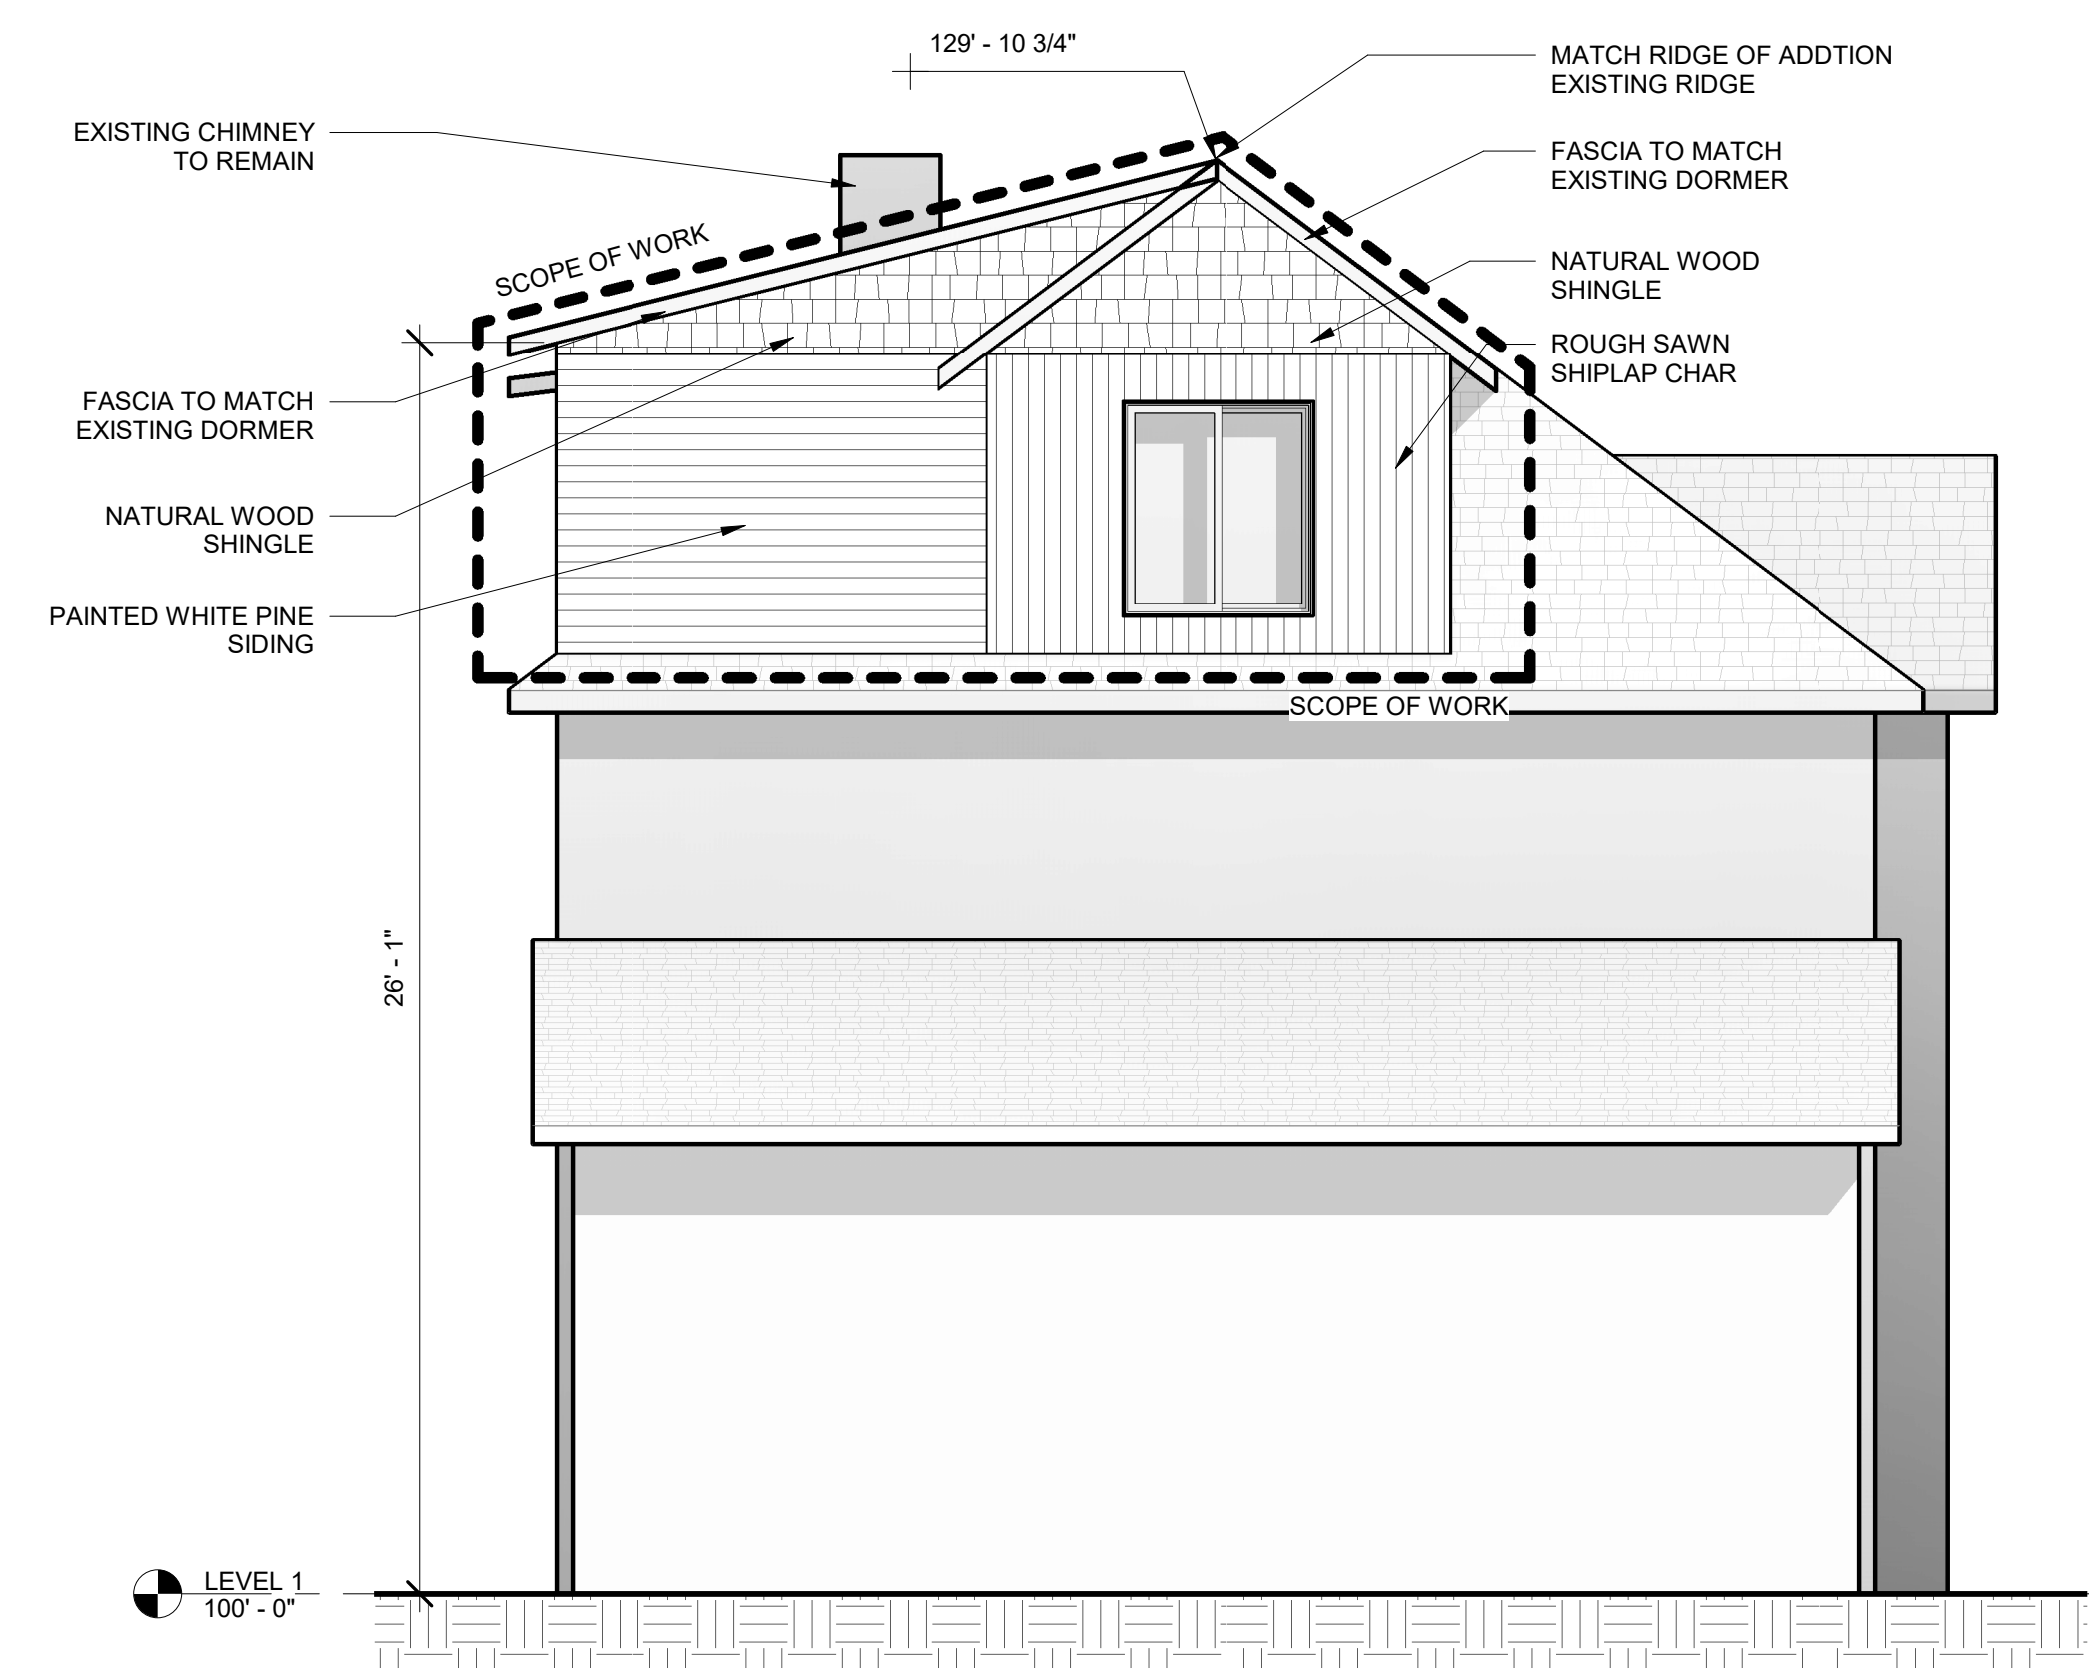 129' - 10 3/4"
MATCH RIDGE OF ADDTION
EXISTING RIDGE
EXISTING CHIMNEY
TO REMAIN
FASCIA TO MATCH
EXISTING DORMER
SCOPE OF WORK
NATURAL WOOD
SHINGLE
ROUGH SAWN
SHIPLAP CHAR
FASCIA TO MATCH
EXISTING DORMER
NATURAL WOOD
SHINGLE
PAINTED WHITE PINE
SIDING
SCOPE OF WORK
26' - 1"
LEVEL 1
100' - 0"